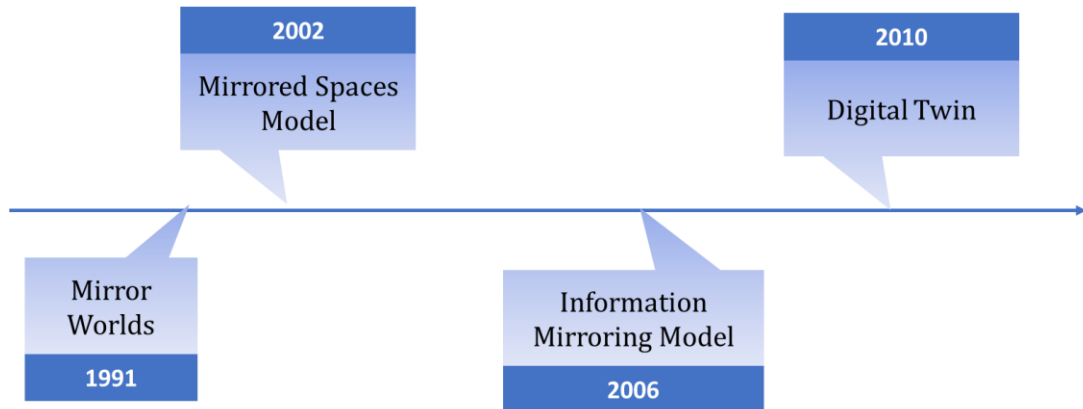 2002
Mirrored Spaces
Model
2010
Digital Twin
Mirror
Worlds
1991
Information
Mirroring Model
2006